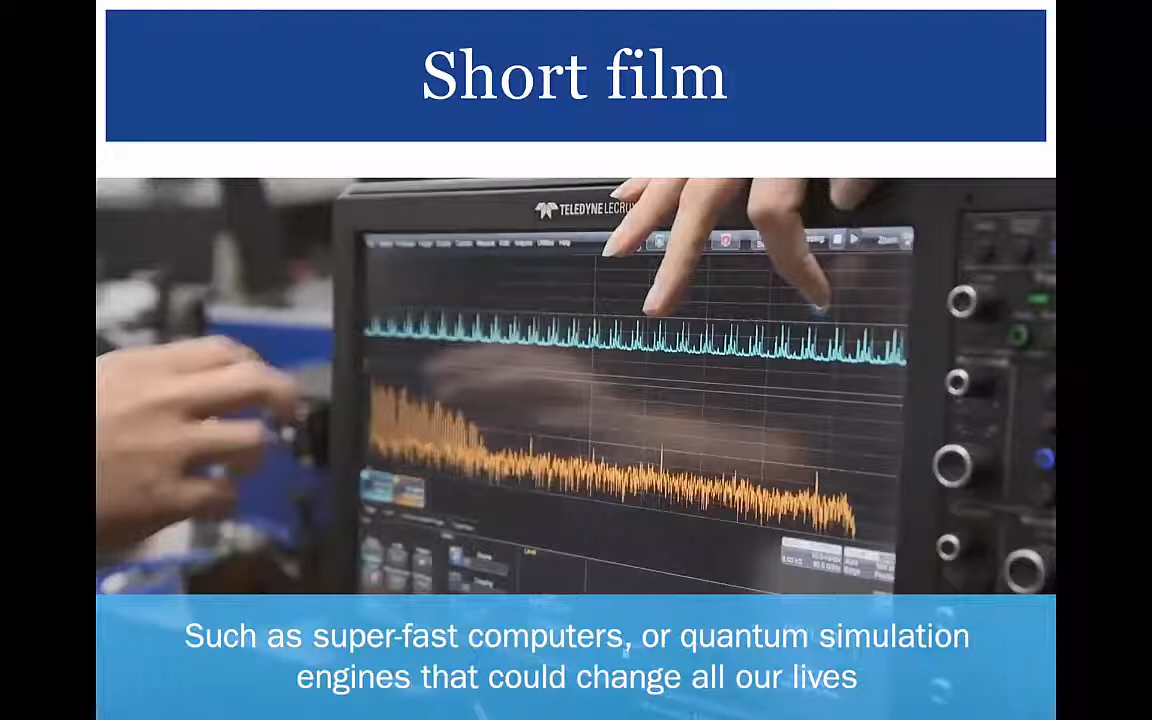 Short film
TELEDYNE LECROY
Such as super-fast computers, or quantum simulation
engines that could change all our lives